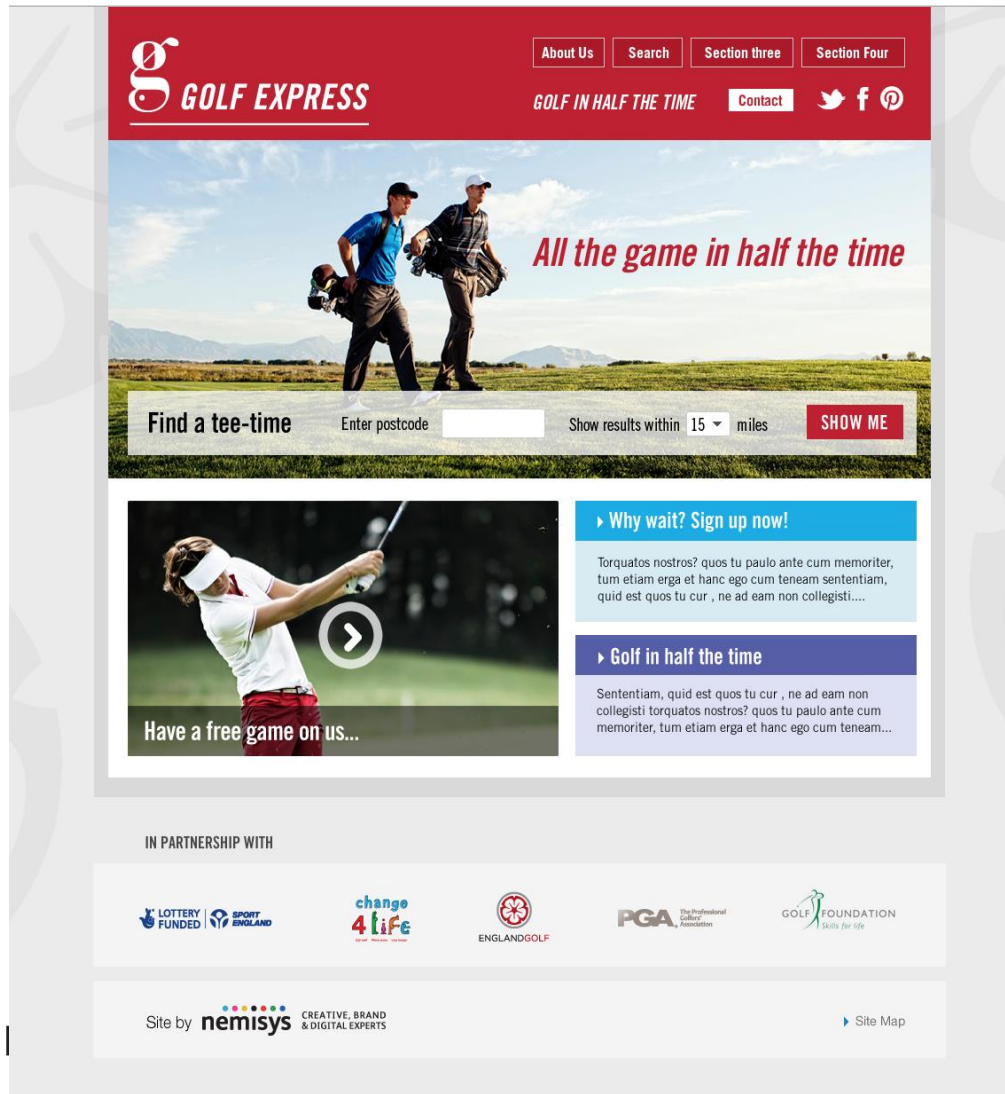 g GOLF EXPRESS
About Us Search Section three Section Four
GOLF IN HALF THE TIME Contact
All the game in half the time
Find a tee-time Enter postcode Show results within 15 miles SHOW ME
Have a free game on us...
Why wait? Sign up now!
Torquatos nostros? quos tu paulo ante cum memoriter,
tum etiam erga et hanc ego cum teneam sententiam,
quid est quos tu cur , ne ad eam non collegisti....
Golf in half the time
Sententiam, quid est quos tu cur , ne ad eam non
collegisti torquatos nostros? quos tu paulo ante cum
memoriter, tum etiam erga et hanc ego cum teneam...
IN PARTNERSHIP WITH
LOTTERY
FUNDED
SPORT
ENGLAND
change
4 Life
ENGLANDGOLF
PGA
The Professional
Golfers'
Association
GOLF FOUNDATION
Skills for life
Site by nemisys CREATIVE, BRAND
& DIGITAL EXPERTS
Site Map